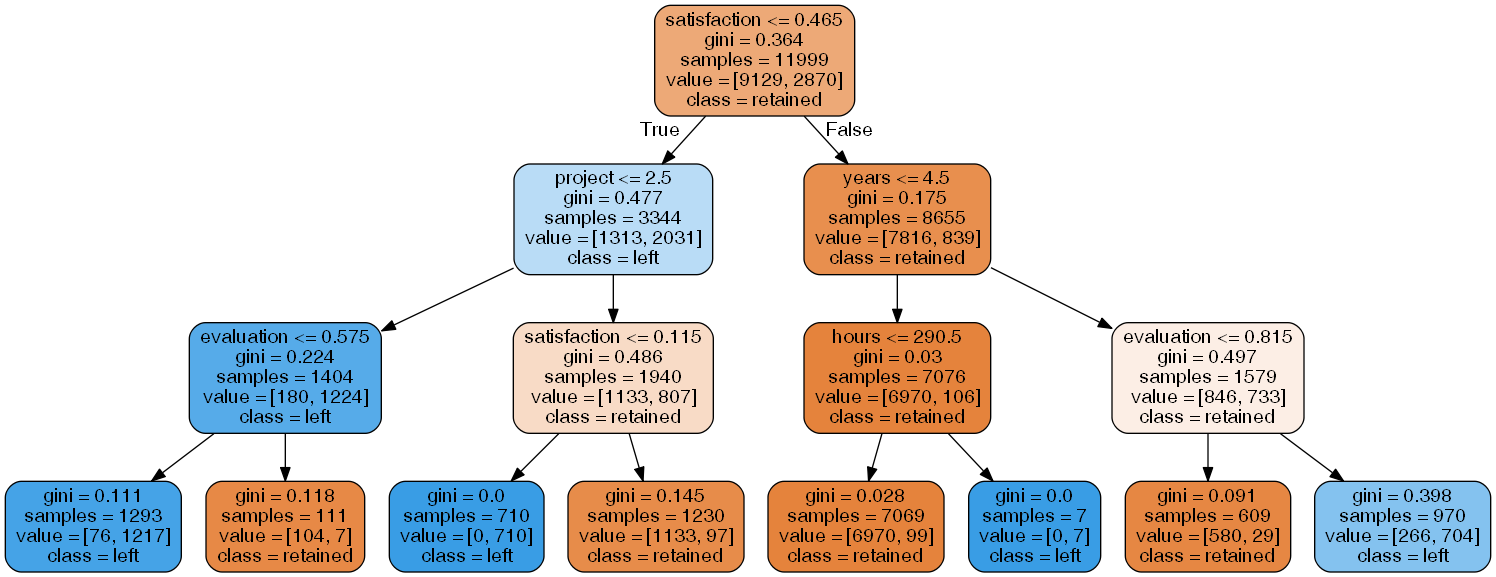 satisfaction <= 0.465
gini = 0.364
samples = 11999
value = [9129, 2870]
class = retained
True
False
project <= 2.5
gini = 0.477
samples = 3344
value = [1313, 2031]
class = left
years <= 4.5
gini = 0.175
samples = 8655
value = [7816, 839]
class = retained
evaluation <= 0.575
gini = 0.224
samples = 1404
value = [180, 1224]
class = left
satisfaction <= 0.115
gini = 0.486
samples = 1940
value = [1133, 807]
class = retained
hours <= 290.5
gini = 0.03
samples = 7076
value = [6970, 106]
class = retained
evaluation <= 0.815
gini = 0.497
samples = 1579
value = [846, 733]
class = retained
gini = 0.111
samples = 1293
value = [76, 1217]
class = left
gini = 0.118
samples = 111
value = [104, 7]
class = retained
gini = 0.0
samples = 710
value = [0, 710]
class = left
gini = 0.145
samples = 1230
value = [1133, 97]
class = retained
gini = 0.028
samples = 7069
value = [6970, 99]
class = retained
gini = 0.0
samples = 7
value = [0, 7]
class = left
gini = 0.091
samples = 609
value = [580, 29]
class = retained
gini = 0.398
samples = 970
value = [266, 704]
class = left